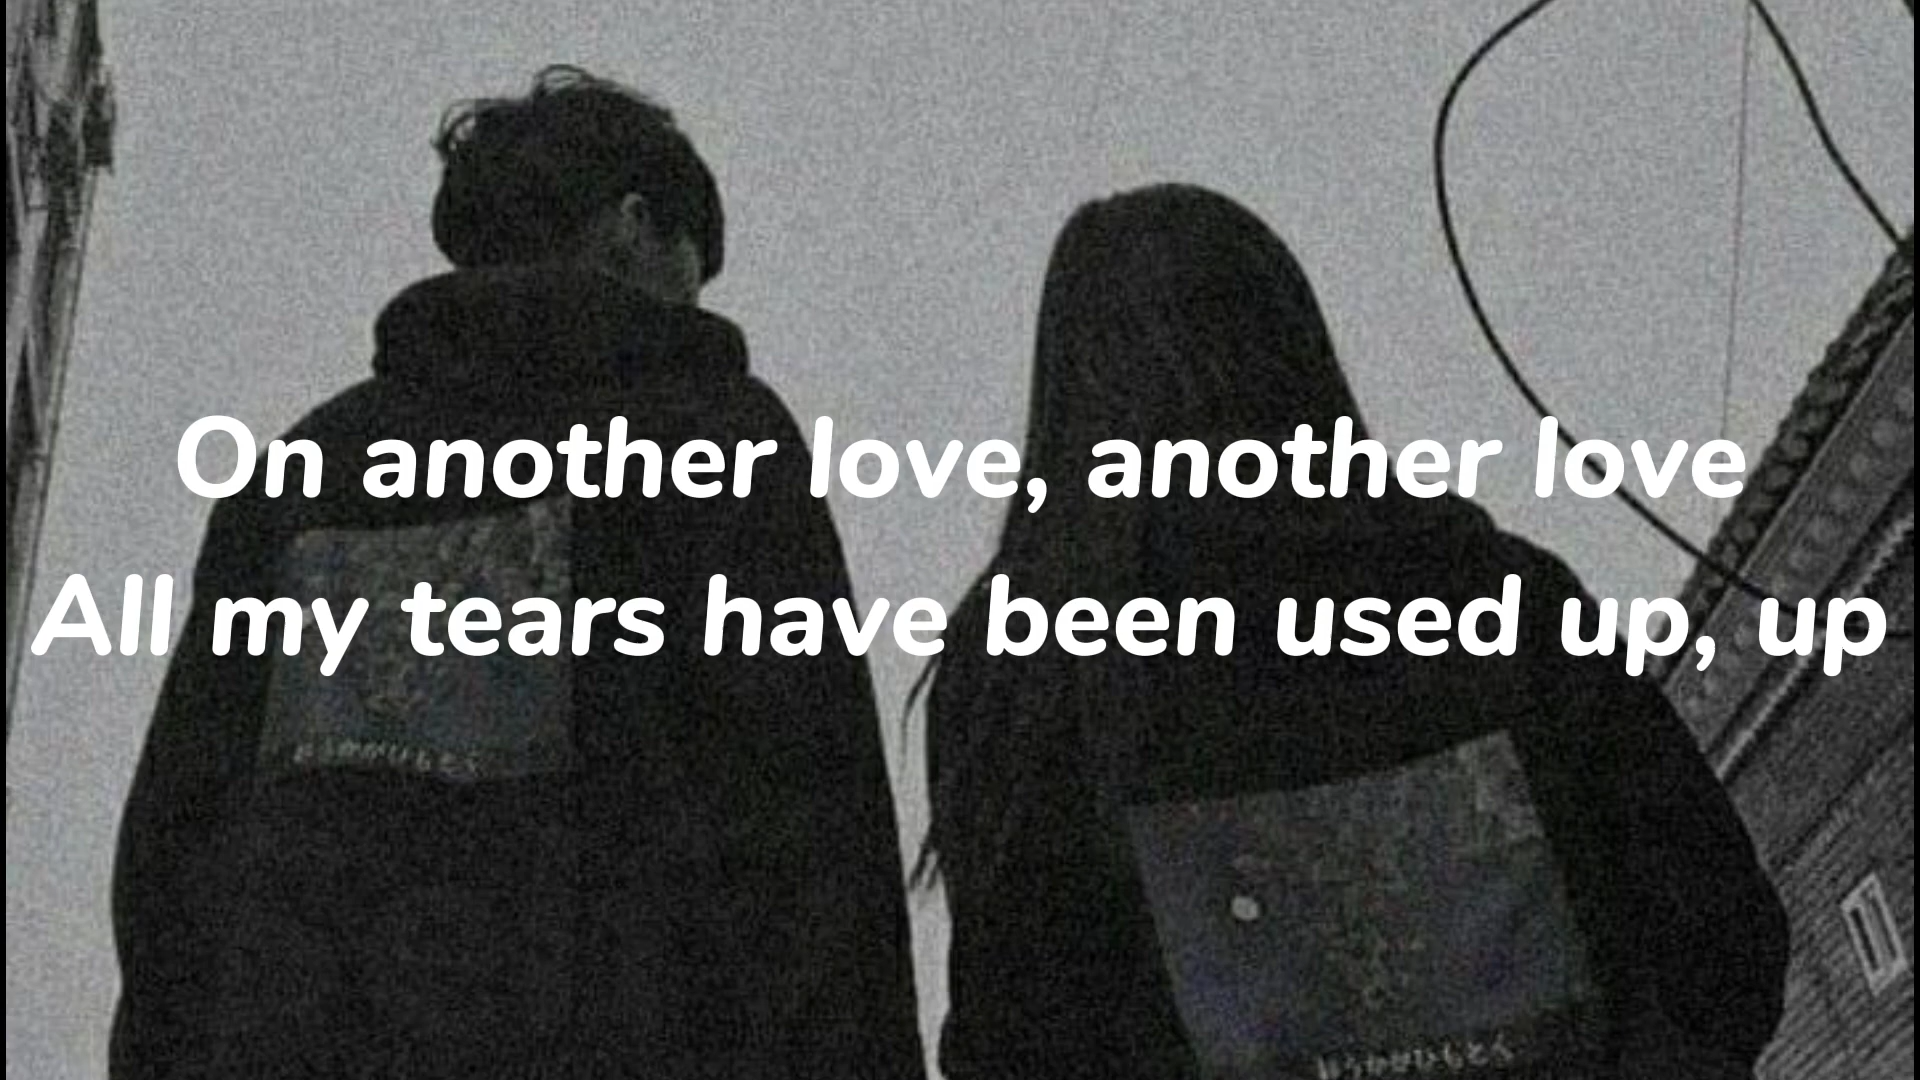 On another love, another love
All my tears have been used up, up